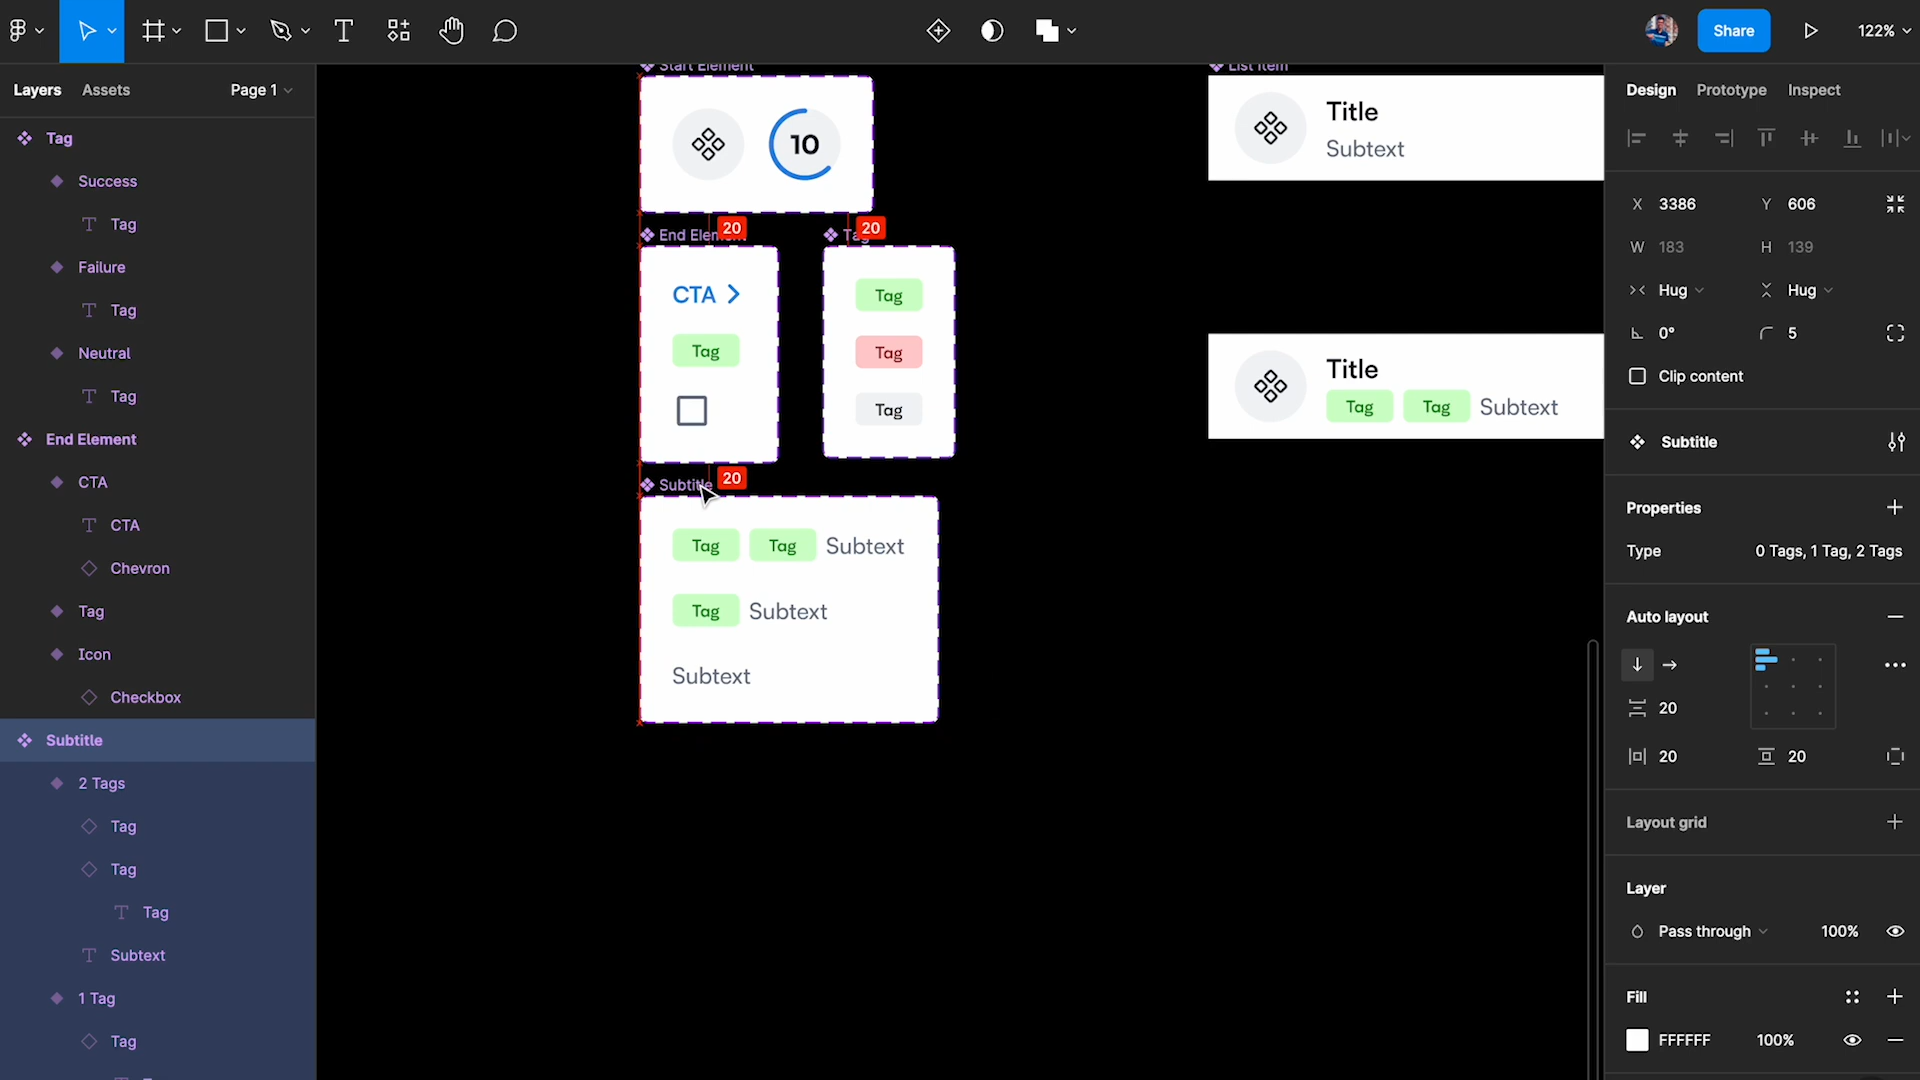 Share
122%
Layers
Assets
Page 1
Tag
Success
Tag
Failure
Tag
Neutral
Tag
End Element
CTA
CTA
Chevron
Tag
Icon
Checkbox
Subtitle
2 Tags
Tag
Tag
Tag
Subtext
1 Tag
Tag
Start Element
10
20
20
End Element
Tag
CTA
Tag
Tag
Tag
Tag
20
Subtitle
Tag
Tag
Subtext
Tag
Subtext
Subtext
List Item
Title
Subtext
Title
Tag
Tag
Subtext
Design
Prototype
Inspect
X 3386
Y 606
W 183
H 139
Hug
Hug
0°
5
Clip content
Subtitle
Properties
Type
0 Tags, 1 Tag, 2 Tags
Auto layout
20
20
20
Layout grid
Layer
Pass through
100%
Fill
FFFFFF
100%